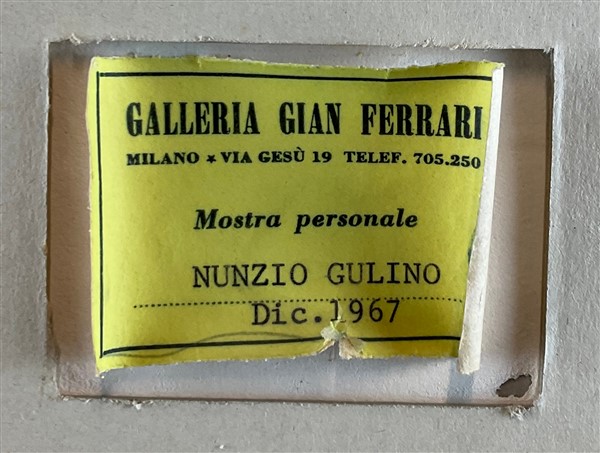 GALLERIA GIAN FERRARI
MILANO ★ VIA GESÙ 19 TELEF. 705.250
Mostra personale
NUNZIO GULINO
Dic.1967